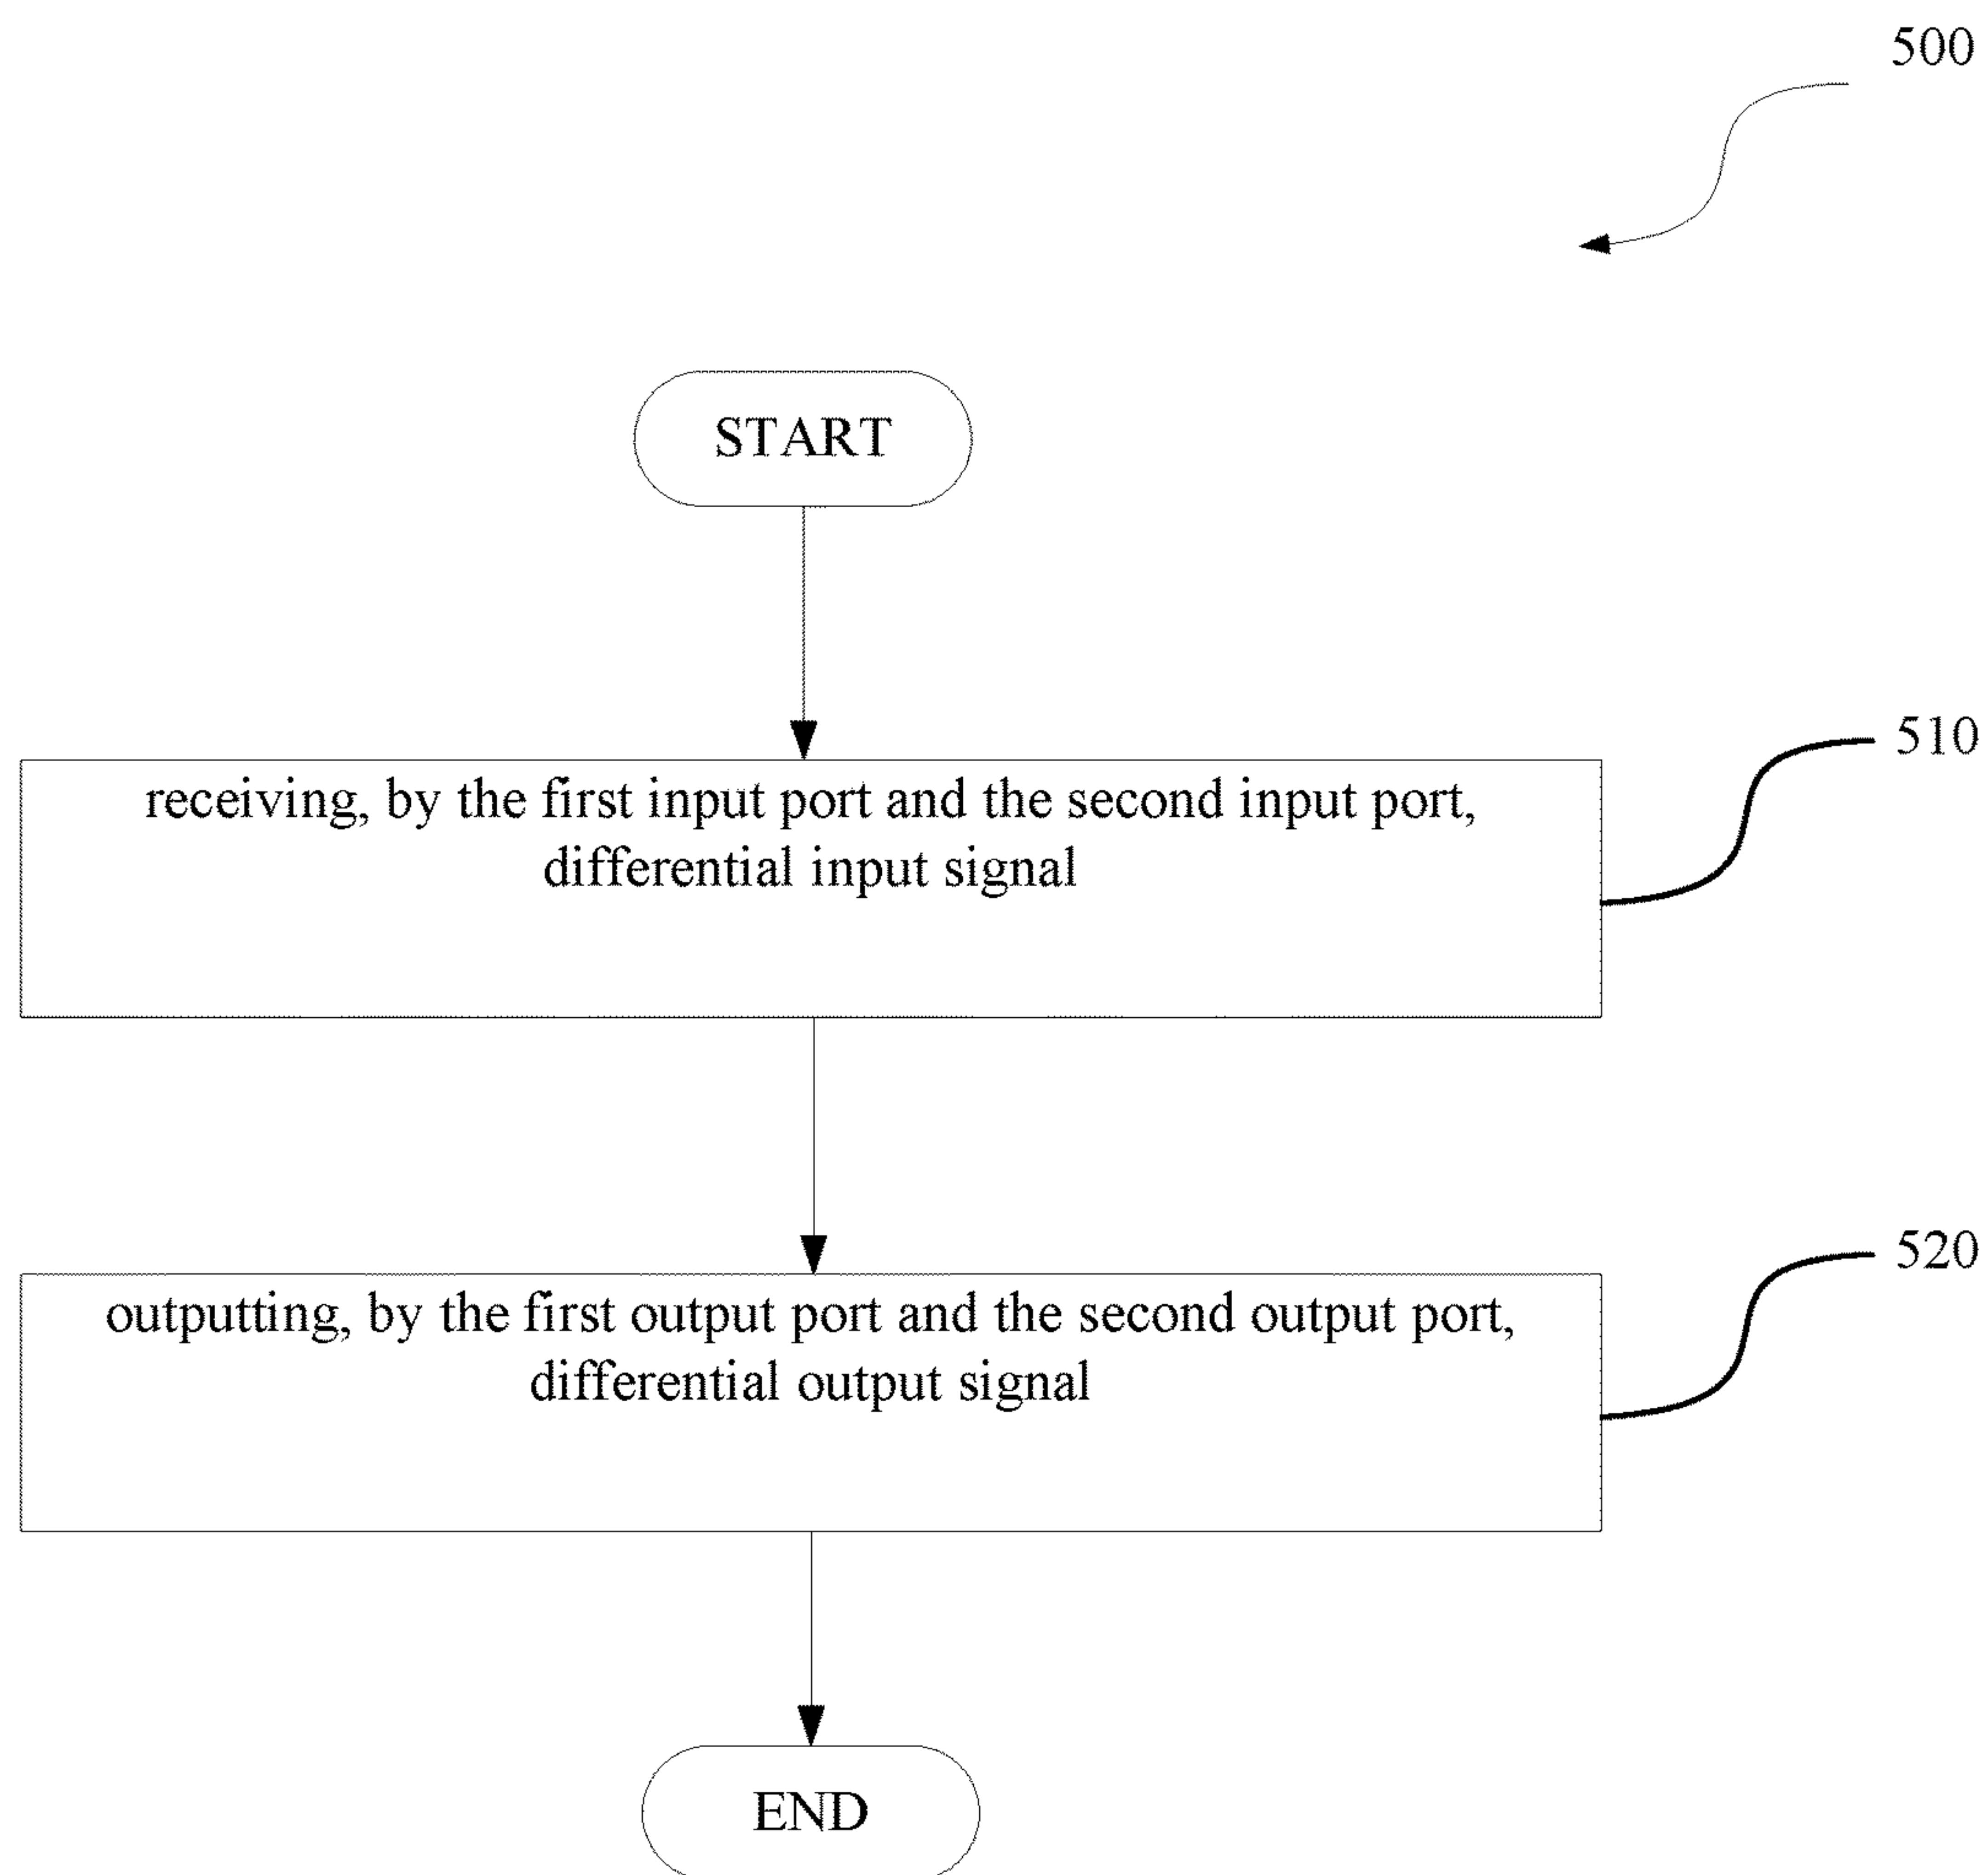 500
START
510
receiving, by the first input port and the second input port,
differential input signal
520
outputting, by the first output port and the second output port,
differential output signal
END